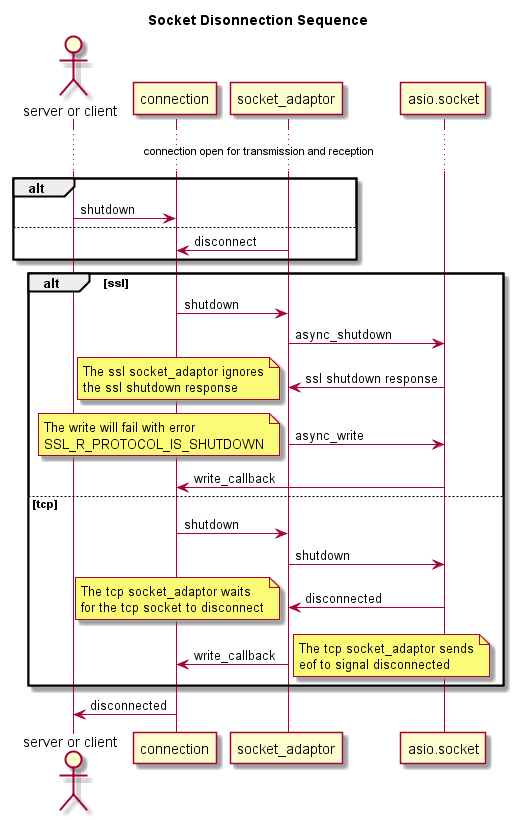 Socket Disonnection Sequence
server or client
connection
socket_adaptor
asio.socket
connection open for transmission and reception
alt
shutdown
disconnect
alt
[ssl]
shutdown
async_shutdown
The ssl socket_adaptor ignores
the ssl shutdown response
ssl shutdown response
The write will fail with error
SSL_R_PROTOCOL_IS_SHUTDOWN
async_write
write_callback
[tcp]
shutdown
shutdown
The tcp socket_adaptor waits
for the tcp socket to disconnect
disconnected
write_callback
The tcp socket_adaptor sends
eof to signal disconnected
disconnected
server or client
connection
socket_adaptor
asio.socket